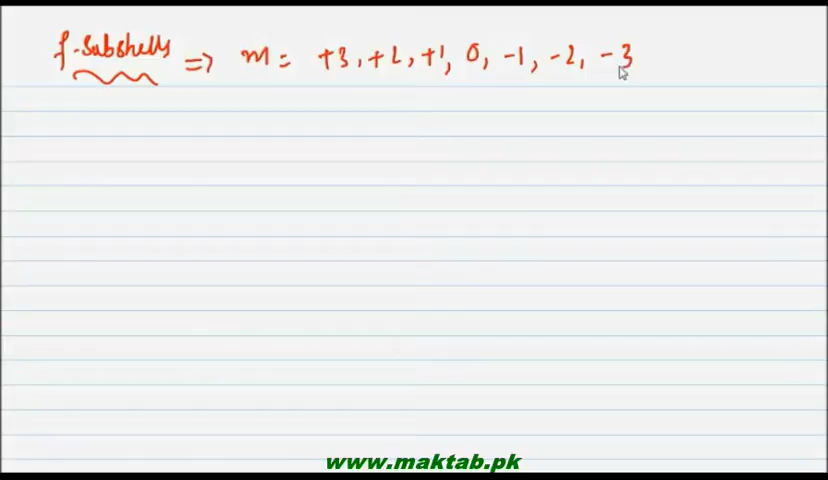 f-Subshells => m = +3, +2, +1, 0, -1, -2, -3
www.maktab.pk